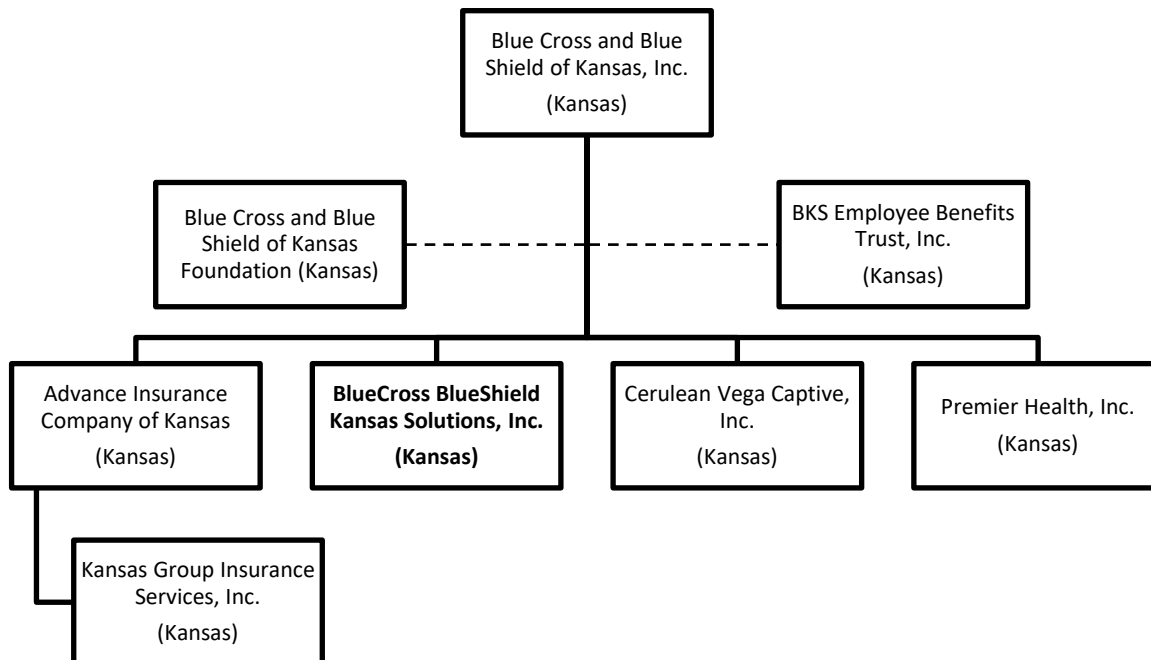 Blue Cross and Blue
Shield of Kansas, Inc.
(Kansas)
Blue Cross and Blue
Shield of Kansas
Foundation (Kansas)
BKS Employee Benefits
Trust, Inc.
(Kansas)
Advance Insurance
Company of Kansas
(Kansas)
BlueCross BlueShield
Kansas Solutions, Inc.
(Kansas)
Cerulean Vega Captive,
Inc.
(Kansas)
Premier Health, Inc.
(Kansas)
Kansas Group Insurance
Services, Inc.
(Kansas)